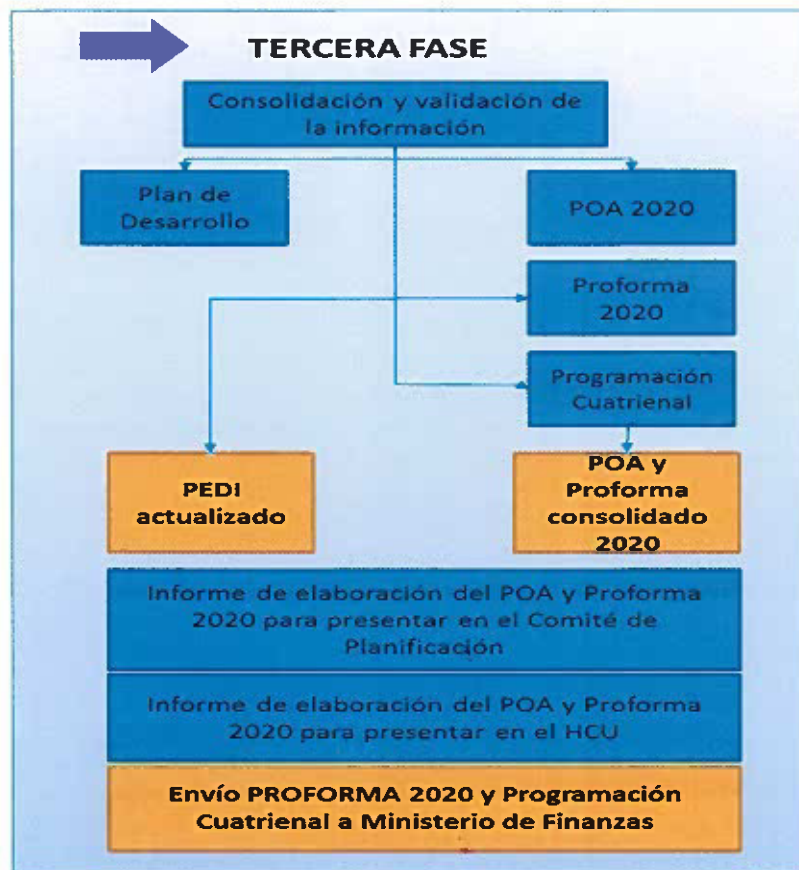 TERCERA FASE
Consolidación y validación de
la información
Plan de
Desarrollo
POA 2020
Proforma
2020
Programación
Cuatrienal
PEDI
actualizado
POA y
Proforma
consolidado
2020
Informe de elaboración del POA y Proforma
2020 para presentar en el Comité de
Planificación
Informe de elaboración del POA y Proforma
2020 para presentar en el HCU
Envío PROFORMA 2020 y Programación
Cuatrienal a Ministerio de Finanzas